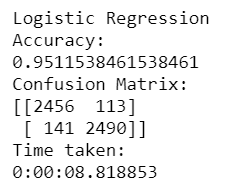 Logistic Regression
Accuracy:
0.9511538461538461
Confusion Matrix:
[[2456  113]
 [ 141 2490]]
Time taken:
0:00:08.818853